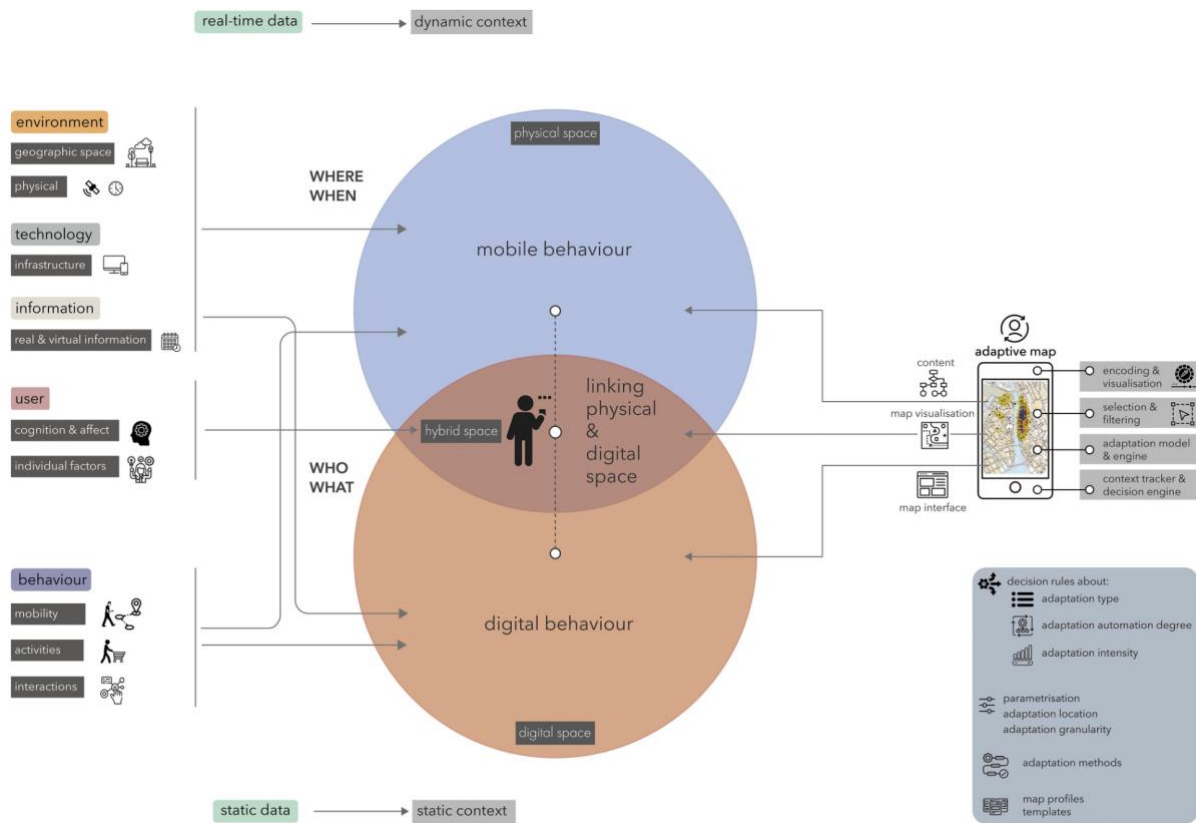 real-time data
dynamic context
environment
geographic space
physical
technology
infrastructure
information
real & virtual information
user
cognition & affect
individual factors
behaviour
mobility
activities
interactions
WHERE
WHEN
WHO
WHAT
physical space
mobile behaviour
hybrid space
linking
physical
&
digital
space
digital behaviour
digital space
content
map visualisation
map interface
adaptive map
encoding &
visualisation
selection &
filtering
adaptation model
& engine
context tracker &
decision engine
decision rules about:
adaptation type
adaptation automation degree
adaptation intensity
parametrisation
adaptation location
adaptation granularity
adaptation methods
map profiles
templates
static data
static context